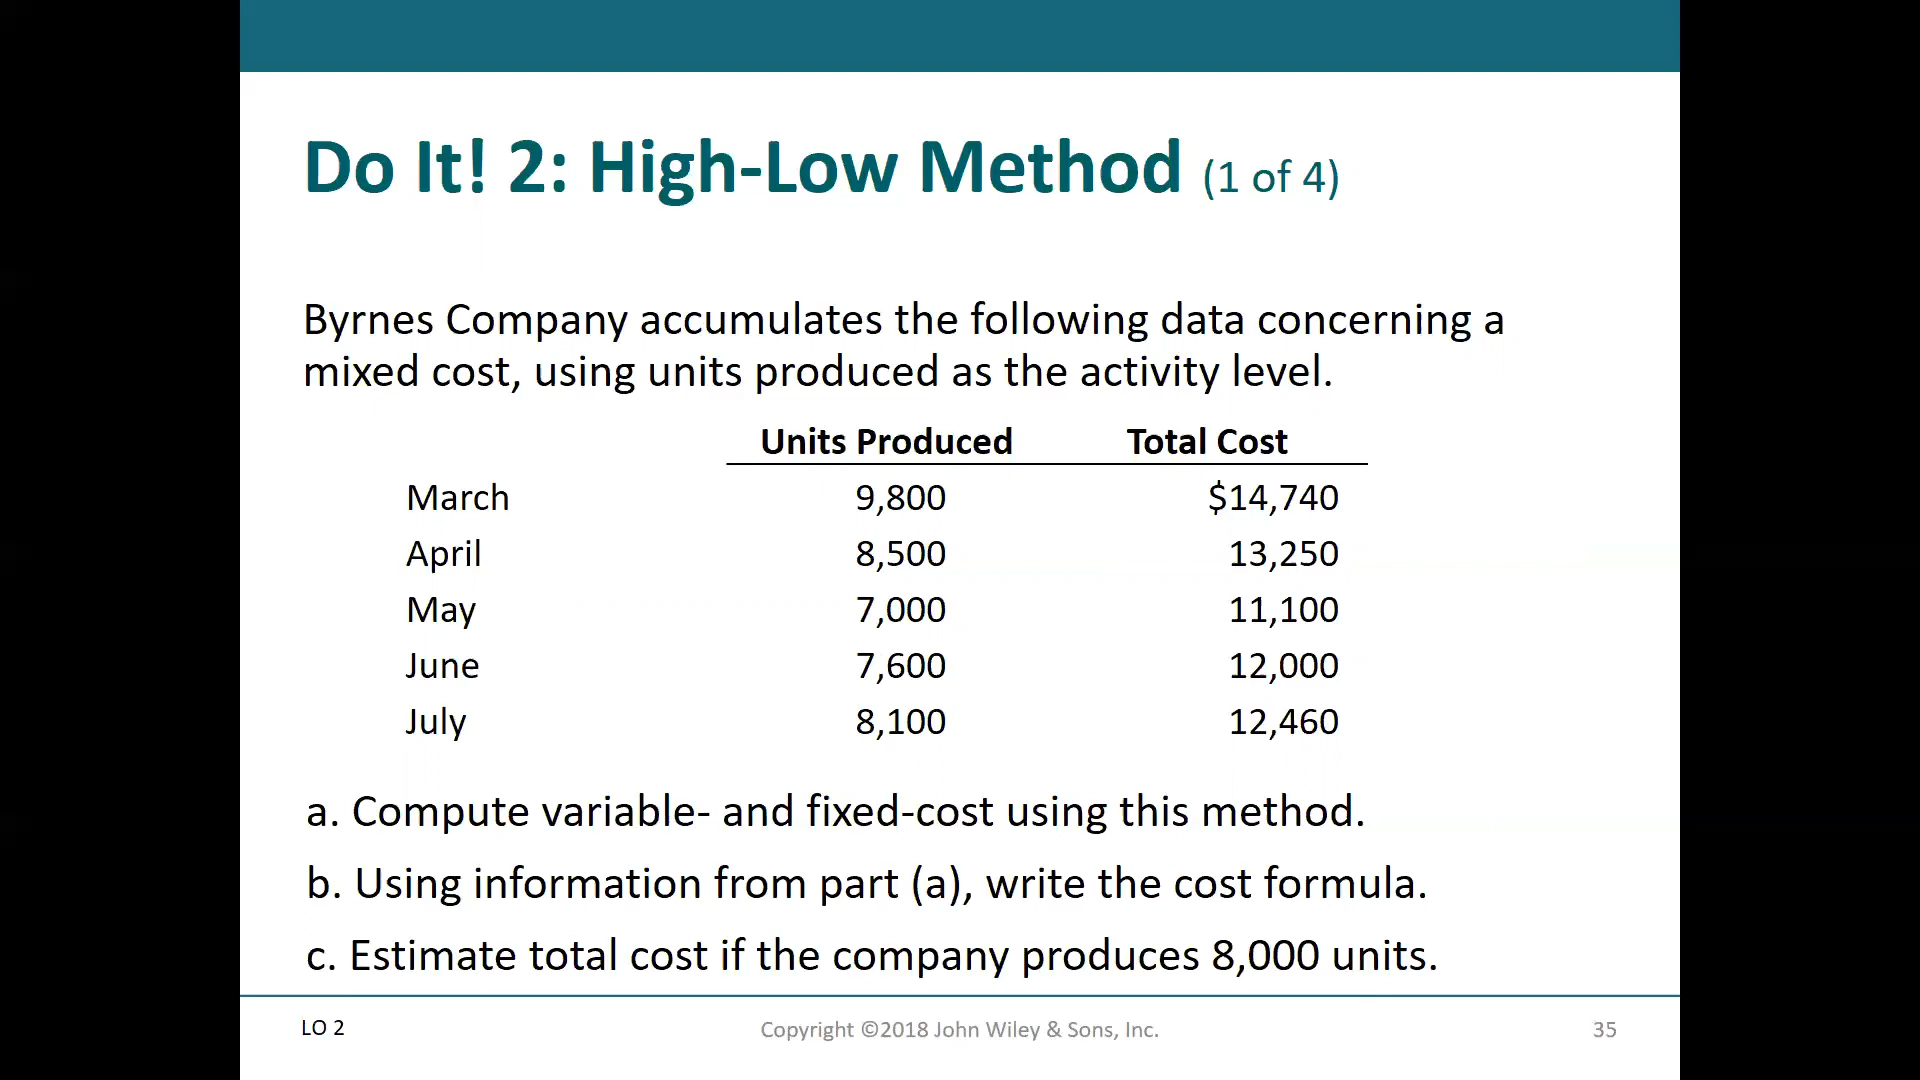 Do It! 2: High-Low Method (1 of 4)
Byrnes Company accumulates the following data concerning a
mixed cost, using units produced as the activity level.
Units Produced Total Cost
March 9,800 $14,740
April 8,500 13,250
May 7,000 11,100
June 7,600 12,000
July 8,100 12,460
a. Compute variable- and fixed-cost using this method.
b. Using information from part (a), write the cost formula.
c. Estimate total cost if the company produces 8,000 units.
LO 2 Copyright ©2018 John Wiley & Sons, Inc. 35